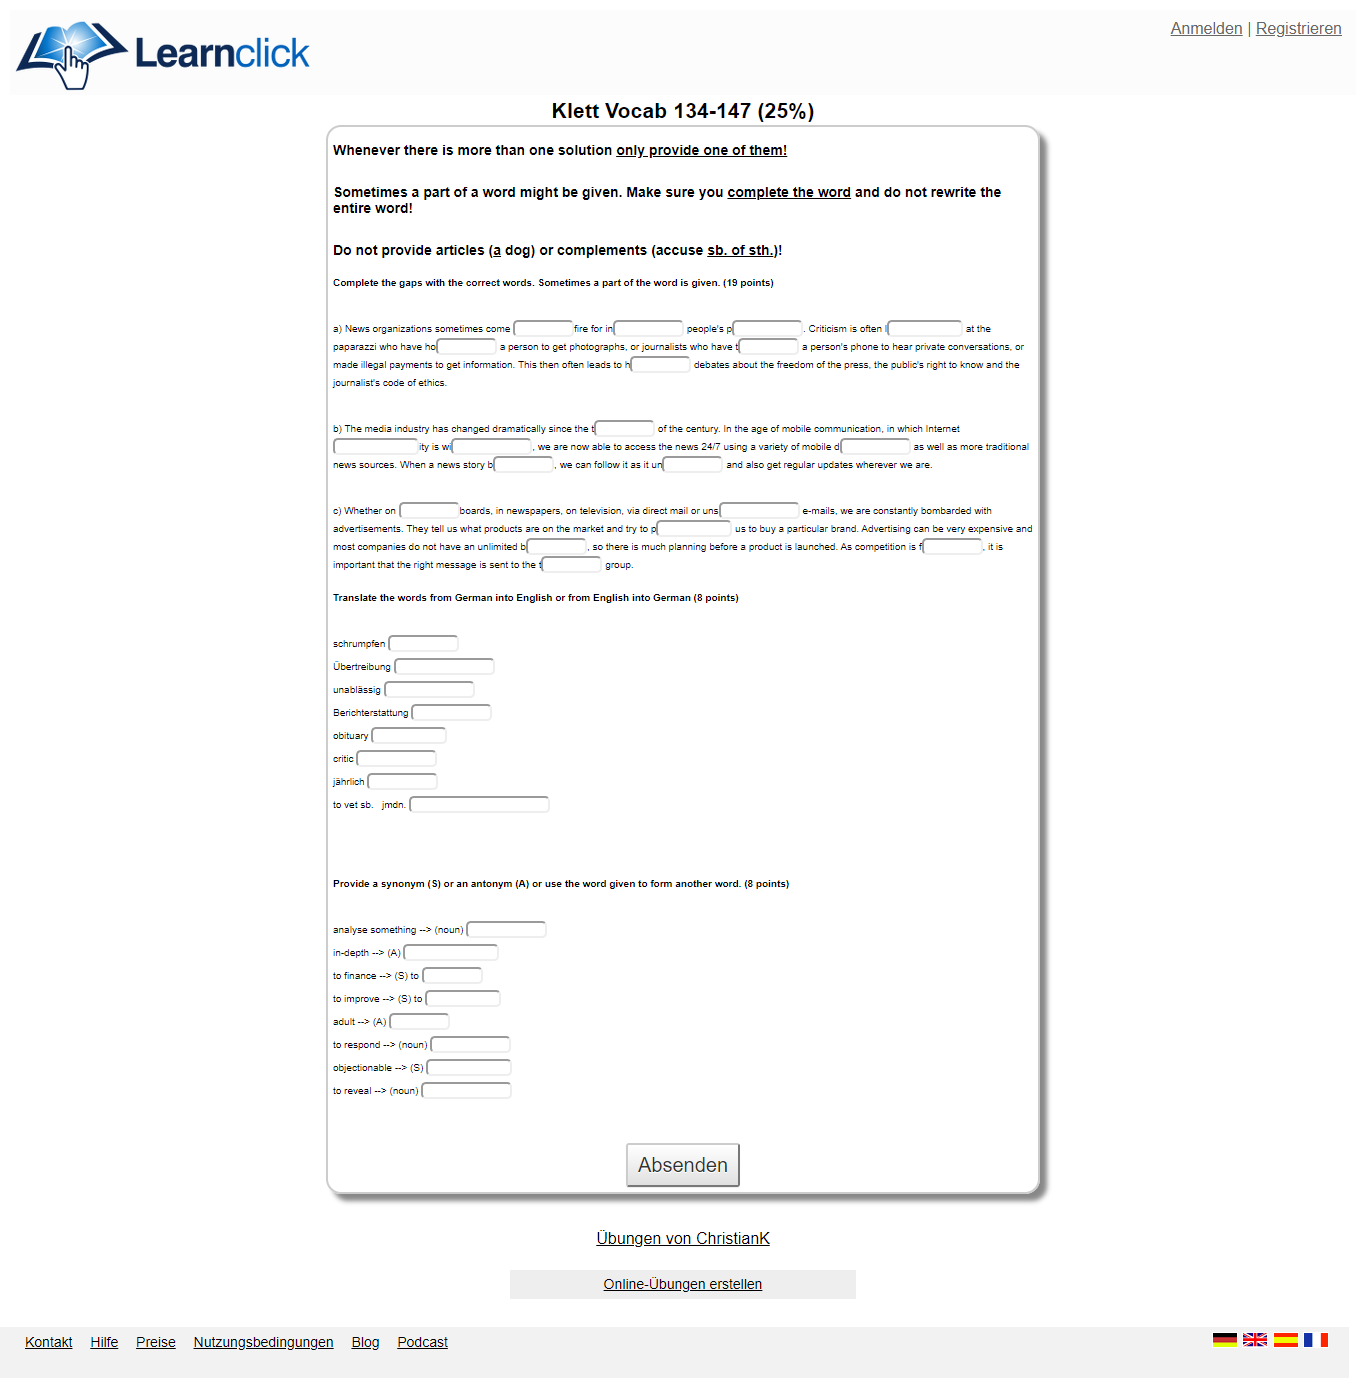 Learnclick
Anmelden | Registrieren
Klett Vocab 134-147 (25%)
Whenever there is more than one solution only provide one of them!
Sometimes a part of a word might be given. Make sure you complete the word and do not rewrite the
entire word!
Do not provide articles (a dog) or complements (accuse sb. of sth.)!
Complete the gaps with the correct words. Sometimes a part of the word is given. (19 points)
a) News organizations sometimes come fire for in people's p. Criticism is often l at the
paparazzi who have ho a person to get photographs, or journalists who have t a person's phone to hear private conversations, or
made illegal payments to get information. This then often leads to h debates about the freedom of the press, the public's right to know and the
journalist's code of ethics.
b) The media industry has changed dramatically since the t of the century. In the age of mobile communication, in which Internet
ity is wi, we are now able to access the news 24/7 using a variety of mobile d as well as more traditional
news sources. When a news story b, we can follow it as it un and also get regular updates wherever we are.
c) Whether on boards, in newspapers, on television, via direct mail or uns e-mails, we are constantly bombarded with
advertisements. They tell us what products are on the market and try to p us to buy a particular brand. Advertising can be very expensive and
most companies do not have an unlimited b, so there is much planning before a product is launched. As competition is f, it is
important that the right message is sent to the t group.
Translate the words from German into English or from English into German (8 points)
schrumpfen
Übertreibung
unablässig
Berichterstattung
obituary
critic
jährlich
to vet sb. jmdn.
Provide a synonym (S) or an antonym (A) or use the word given to form another word. (8 points)
analyse something --> (noun)
in-depth --> (A)
to finance --> (S) to
to improve --> (S) to
adult --> (A)
to respond --> (noun)
objectionable --> (S)
to reveal --> (noun)
Absenden
Übungen von ChristianK
Online-Übungen erstellen
Kontakt Hilfe Preise Nutzungsbedingungen Blog Podcast